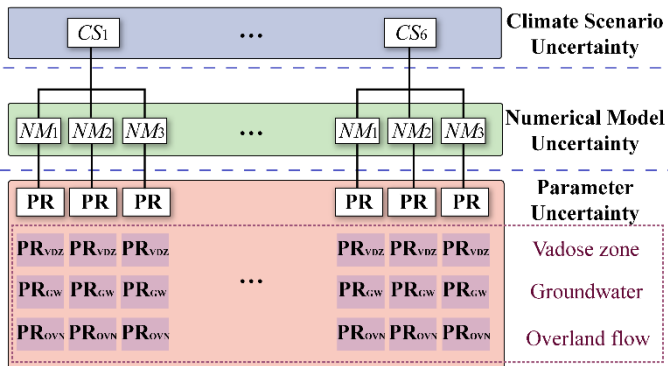 CS1 ... CS6 Climate Scenario
Uncertainty
NM1 NM2 NM3 ... NM1 NM2 NM3 Numerical Model
Uncertainty
PR PR PR PR PR PR Parameter
Uncertainty
PRVDZ PRVDZ PRVDZ PRVDZ PRVDZ PRVDZ Vadose zone
...
PRGW PRGW PRGW PRGW PRGW PRGW Groundwater
PROVN PROVN PROVN PROVN PROVN PROVN Overland flow